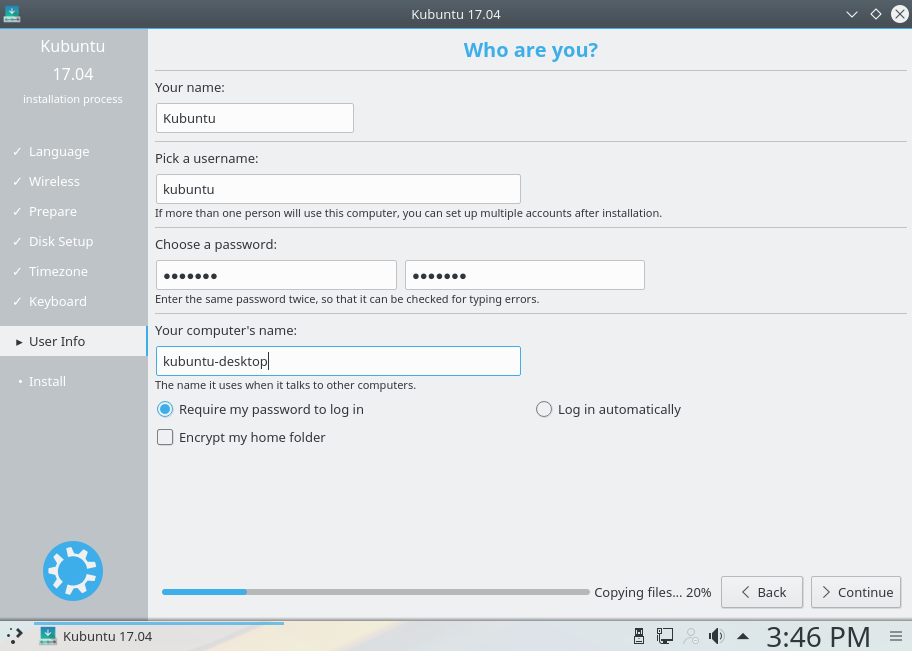 Kubuntu 17.04
Kubuntu
17.04
installation process
Language
Wireless
Prepare
Disk Setup
Timezone
Keyboard
User Info
Install
Who are you?
Your name:
Kubuntu
Pick a username:
kubuntu
If more than one person will use this computer, you can set up multiple accounts after installation.
Choose a password:
●●●●●●● ●●●●●●●
Enter the same password twice, so that it can be checked for typing errors.
Your computer's name:
kubuntu-desktop
The name it uses when it talks to other computers.
Require my password to log in Log in automatically
Encrypt my home folder
Copying files... 20% Back Continue
Kubuntu 17.04 3:46 PM